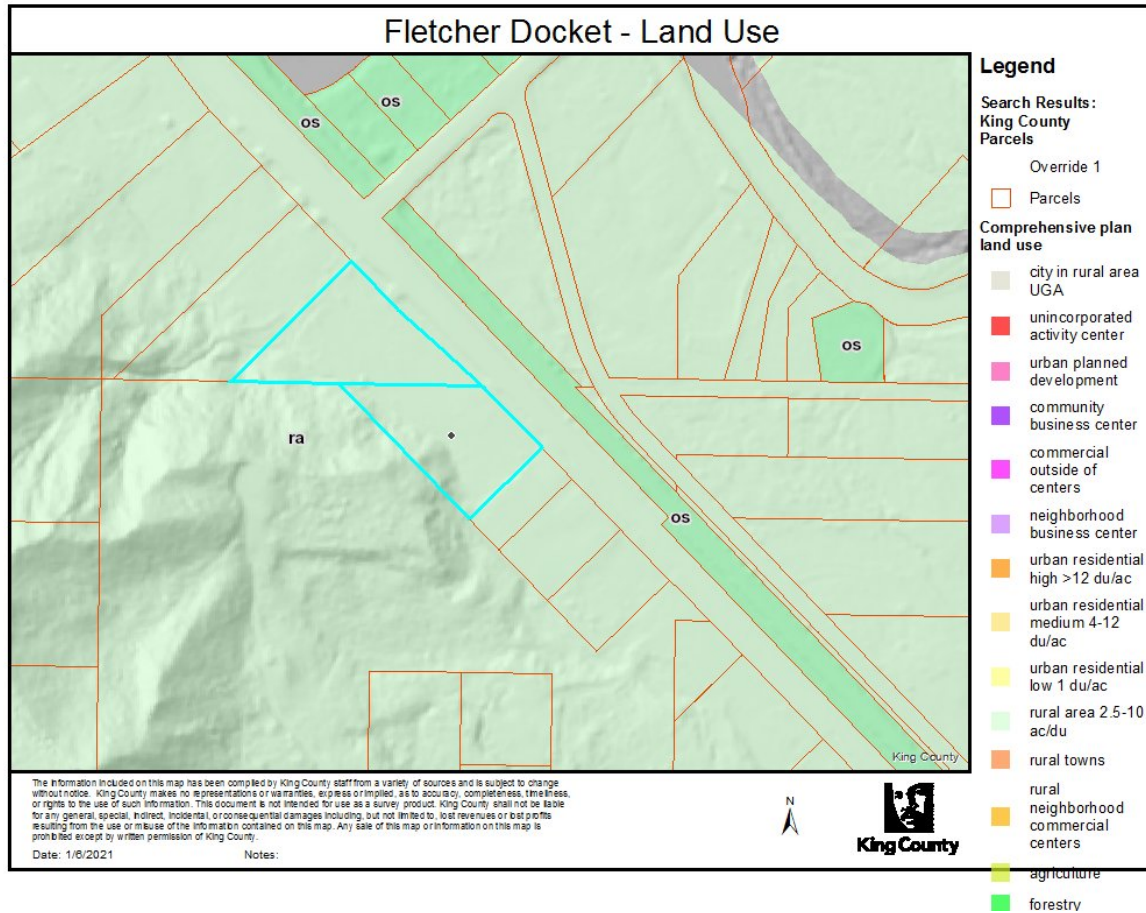 Fletcher Docket - Land Use
os
os
os
ra
os
King County
Legend
Search Results:
King County
Parcels
Override 1
Parcels
Comprehensive plan
land use
city in rural area
UGA
unincorporated
activity center
urban planned
development
community
business center
commercial
outside of
centers
neighborhood
business center
urban residential
high >12 du/ac
urban residential
medium 4-12
du/ac
urban residential
low 1 du/ac
rural area 2.5-10
ac/du
rural towns
rural
neighborhood
commercial
centers
agriculture
forestry
The information included on this map has been compiled by King County staff from a variety of sources and is subject to change
without notice. King County makes no representations or warranties, express or implied, as to accuracy, completeness, timeliness,
or rights to the use of such information. This document is not intended for use as a survey product. King County shall not be liable
for any general, special, indirect, incidental, or consequential damages including, but not limited to, lost revenues or lost profits
resulting from the use or misuse of the information contained on this map. Any sale of this map or information on this map is
prohibited except by written permission of King County.
Date: 1/6/2021 Notes:
N
King County